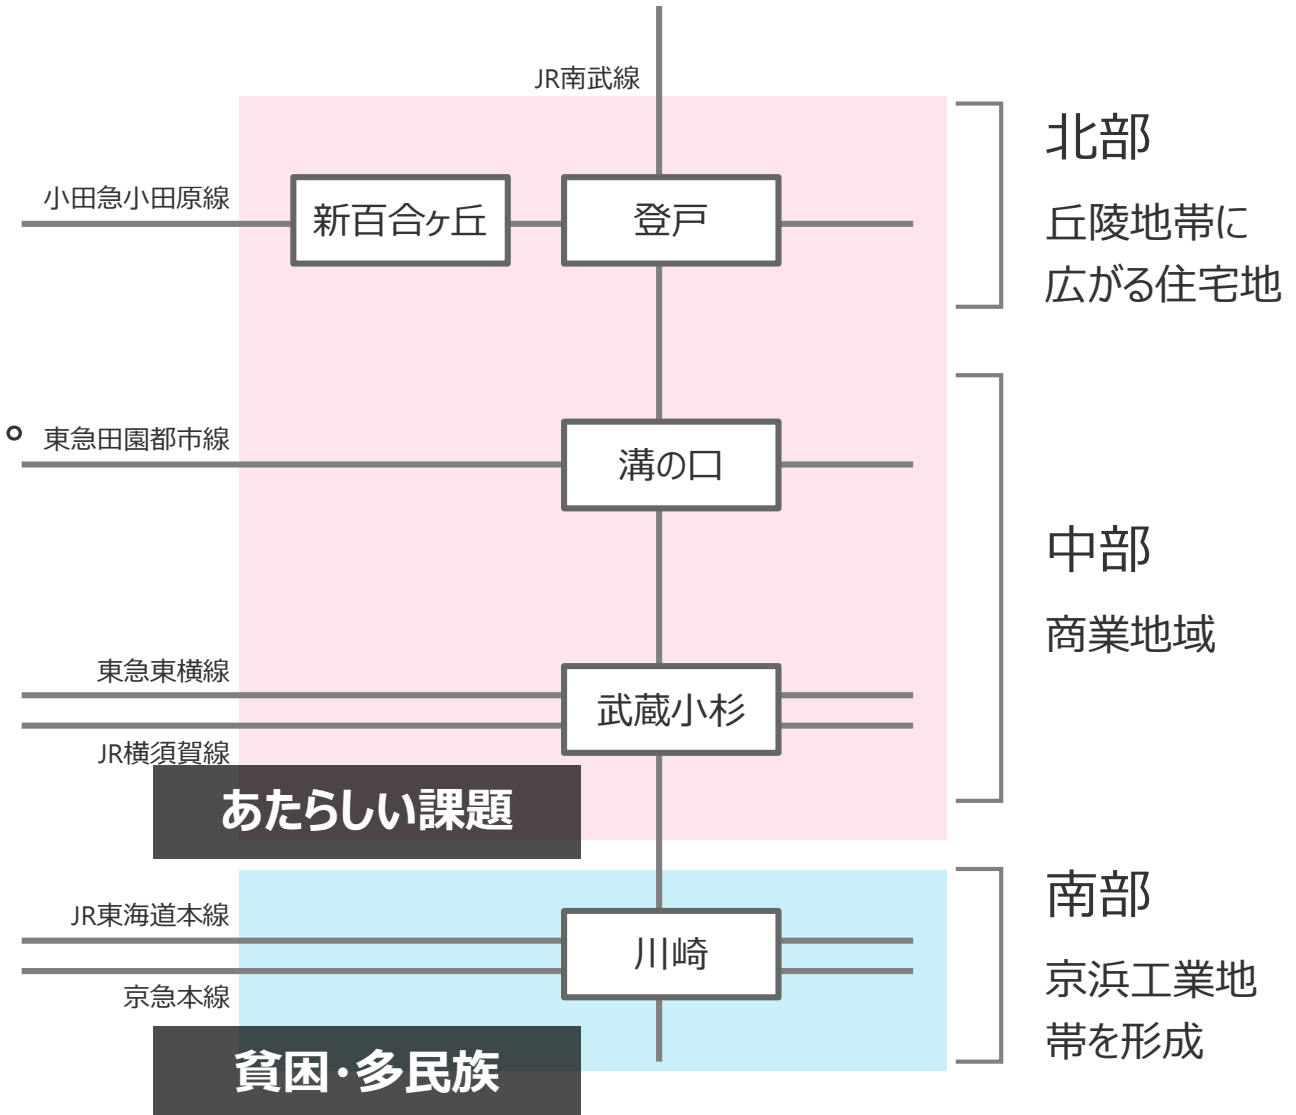 JR南武線
北部
丘陵地帯に
広がる住宅地
小田急小田原線
新百合ヶ丘
登戸
東急田園都市線
溝の口
中部
商業地域
東急東横線
武蔵小杉
JR横須賀線
あたらしい課題
南部
京浜工業地
帯を形成
JR東海道本線
川崎
京急本線
貧困・多民族